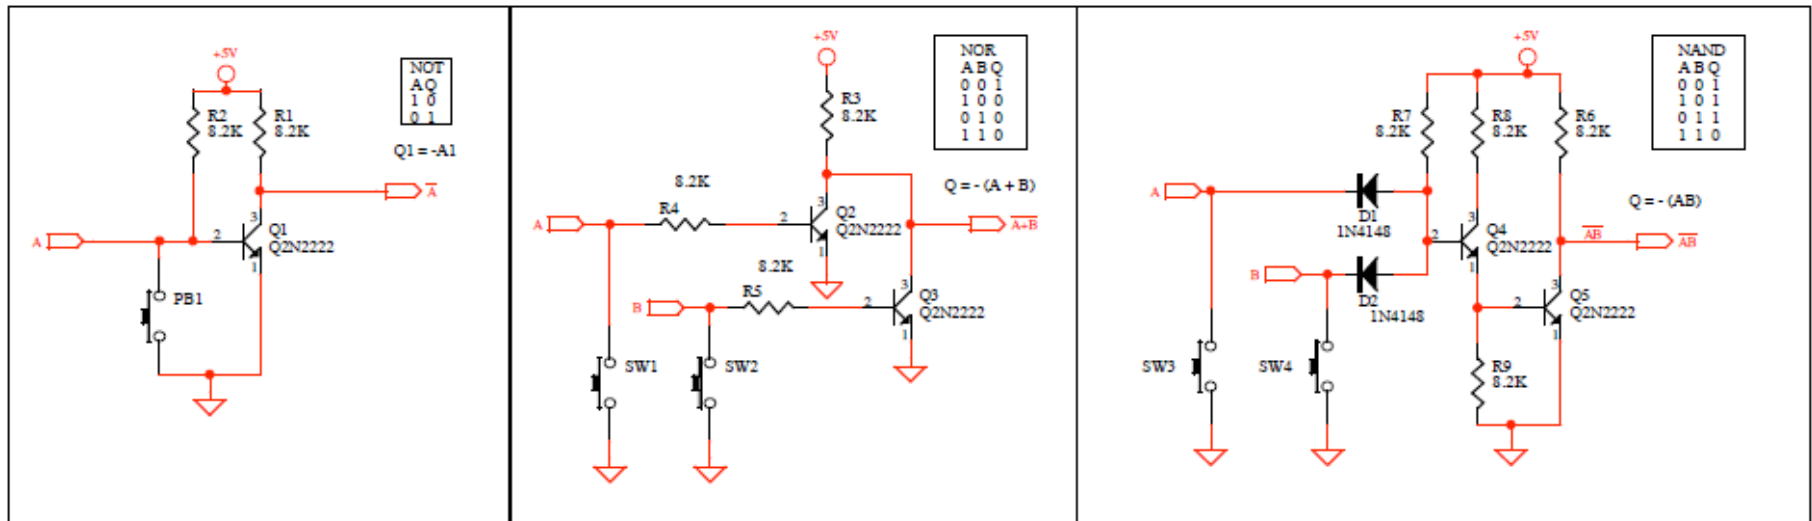 +5V
R2
8.2K
R1
8.2K
NOT
A Q
1 0
0 1
Q1 = -A1
A
A
2
3
Q1
Q2N2222
1
PB1
+5V
R3
8.2K
NOR
A B Q
0 0 1
1 0 0
0 1 0
1 1 0
Q = - (A + B)
8.2K
A
R4
2
3
Q2
Q2N2222
1
A+B
8.2K
B
R5
2
3
Q3
Q2N2222
1
SW1
SW2
+5V
R7
8.2K
R8
8.2K
R6
8.2K
NAND
A B Q
0 0 1
1 0 1
0 1 1
1 1 0
Q = - (AB)
A
D1
1N4148
2
3
Q4
Q2N2222
1
AB
AB
B
D2
1N4148
2
3
Q5
Q2N2222
1
SW3
SW4
R9
8.2K